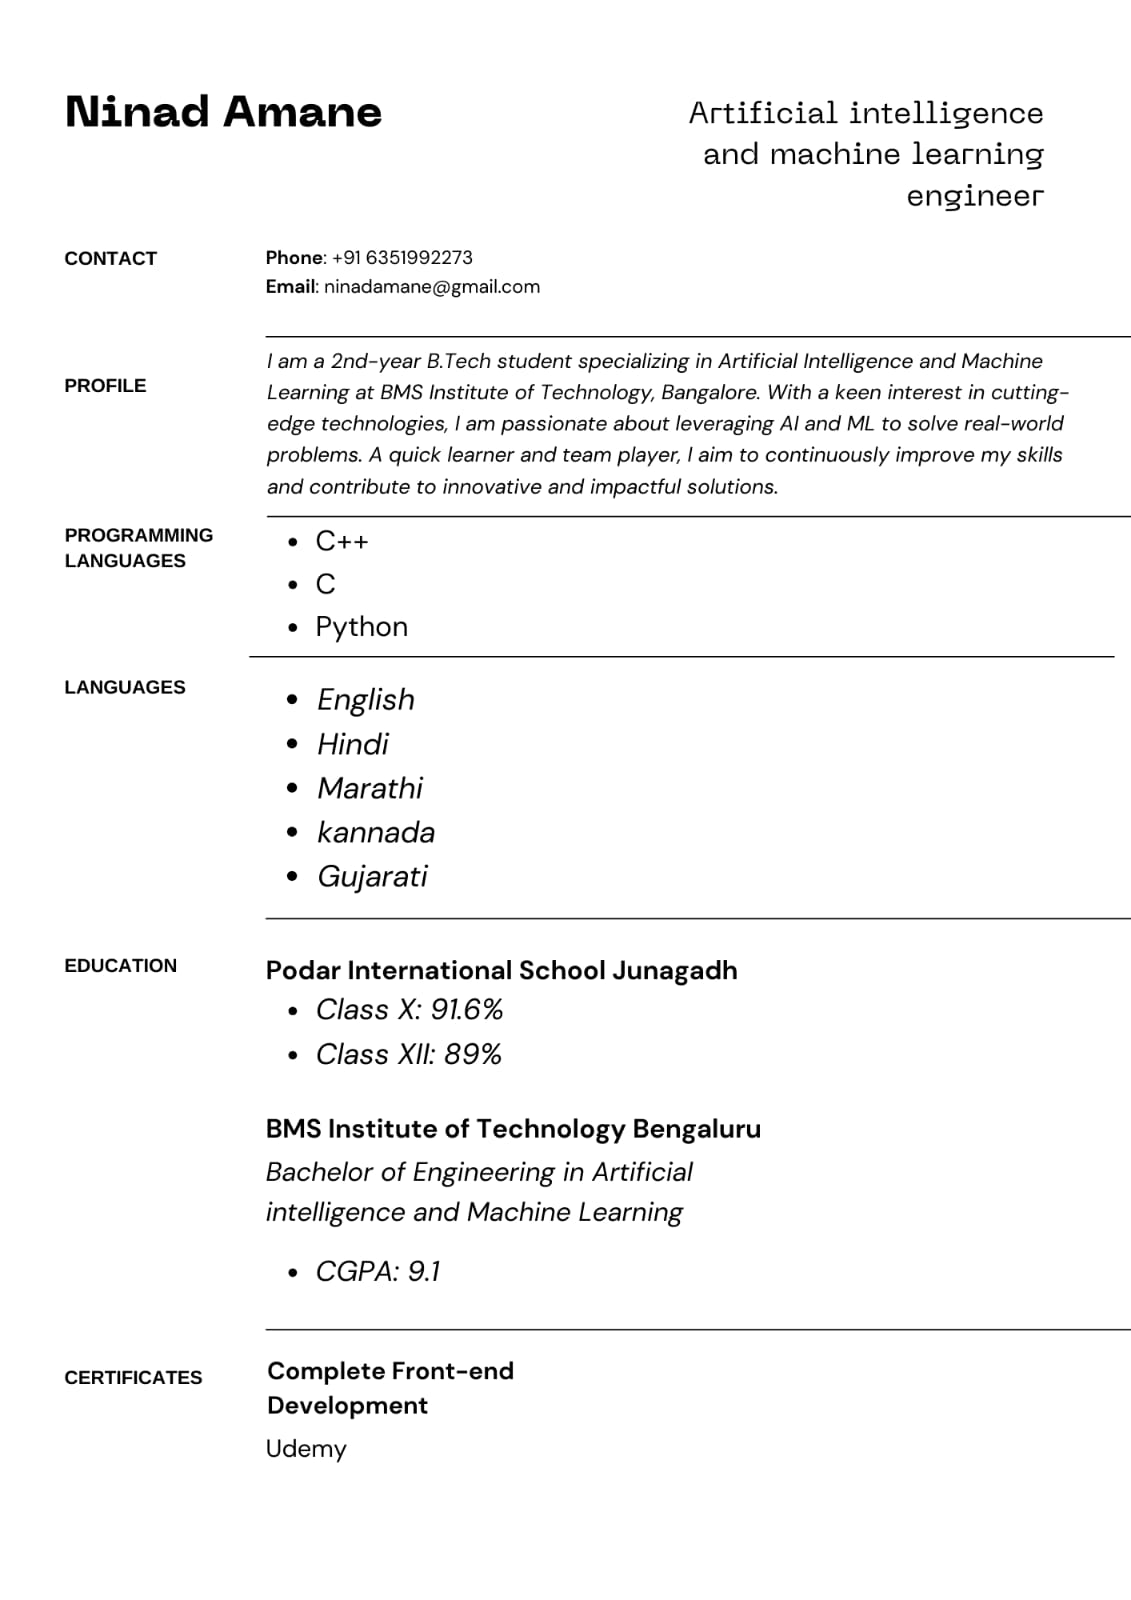 Ninad Amane
Artificial intelligence
and machine learning
engineer
CONTACT
Phone: +91 6351992273
Email: ninadamane@gmail.com
PROFILE
I am a 2nd-year B.Tech student specializing in Artificial Intelligence and Machine
Learning at BMS Institute of Technology, Bangalore. With a keen interest in cutting-
edge technologies, I am passionate about leveraging AI and ML to solve real-world
problems. A quick learner and team player, I aim to continuously improve my skills
and contribute to innovative and impactful solutions.
PROGRAMMING
LANGUAGES
• C++
• C
• Python
LANGUAGES
• English
• Hindi
• Marathi
• kannada
• Gujarati
EDUCATION
Podar International School Junagadh
• Class X: 91.6%
• Class XII: 89%
BMS Institute of Technology Bengaluru
Bachelor of Engineering in Artificial
intelligence and Machine Learning
• CGPA: 9.1
CERTIFICATES
Complete Front-end
Development
Udemy